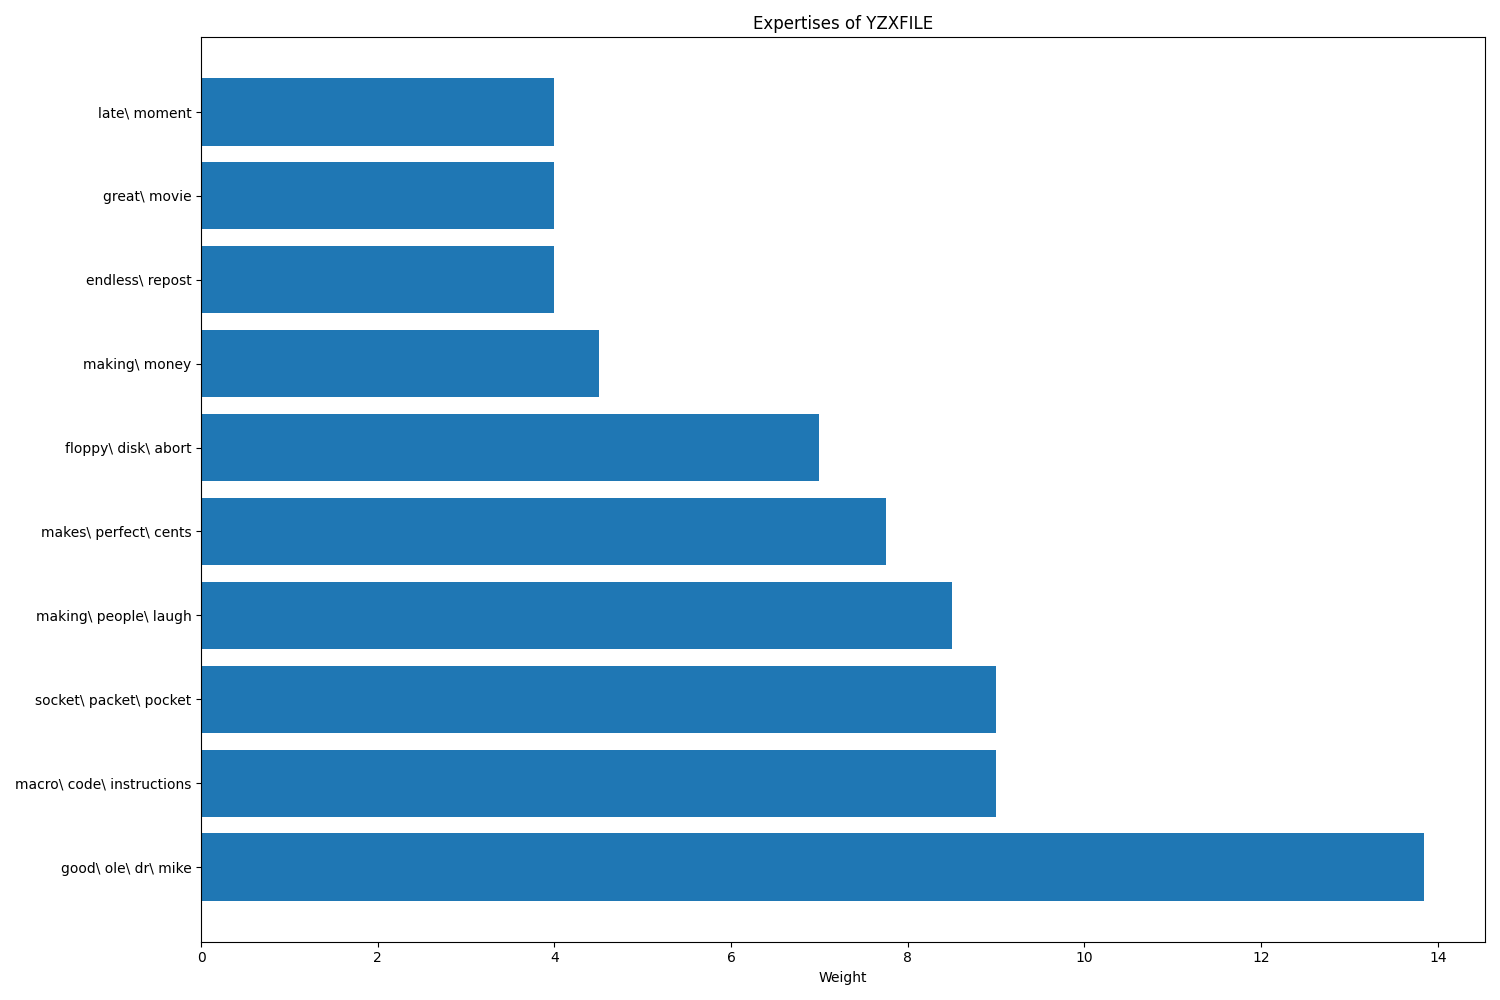 Expertises of YZXFILE
late\ moment
great\ movie
endless\ repost
making\ money
floppy\ disk\ abort
makes\ perfect\ cents
making\ people\ laugh
socket\ packet\ pocket
macro\ code\ instructions
good\ ole\ dr\ mike
0 2 4 6 8 10 12 14
Weight